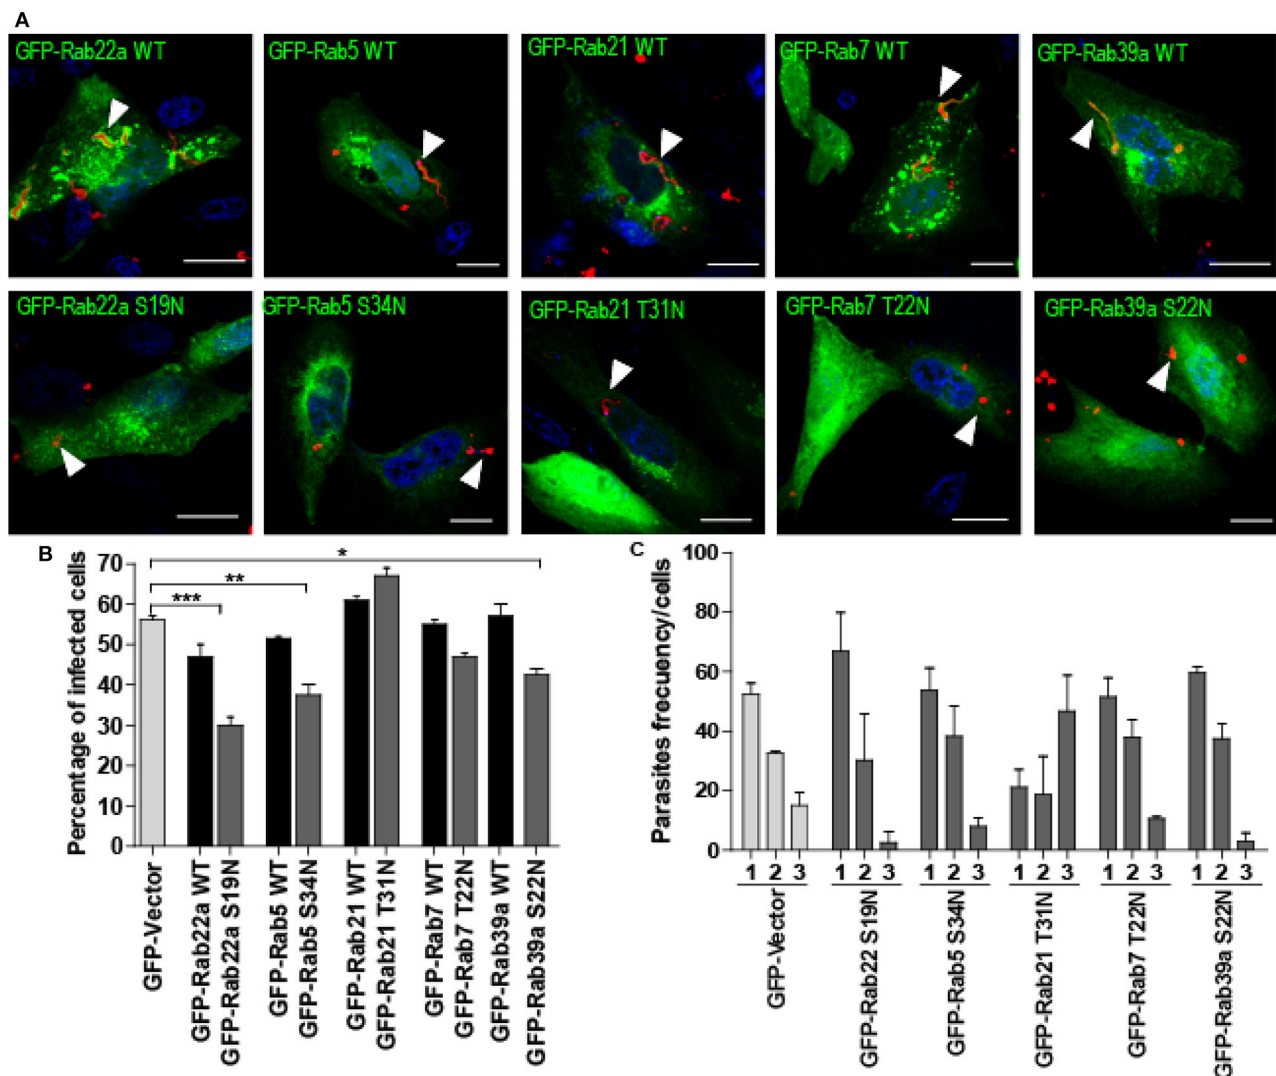 A
GFP-Rab22a WT
GFP-Rab5 WT
GFP-Rab21 WT
GFP-Rab7 WT
GFP-Rab39a WT
GFP-Rab22a S19N
GFP-Rab5 S34N
GFP-Rab21 T31N
GFP-Rab7 T22N
GFP-Rab39a S22N
B
Percentage of infected cells
70
60
50
40
30
20
10
0
*
**
***
GFP-Vector
GFP-Rab22a WT
GFP-Rab22a S19N
GFP-Rab5 WT
GFP-Rab5 S34N
GFP-Rab21 WT
GFP-Rab21 T31N
GFP-Rab7 WT
GFP-Rab7 T22N
GFP-Rab39a WT
GFP-Rab39a S22N
C
Parasites frecuency/cells
100
80
60
40
20
0
1 2 3
1 2 3
1 2 3
1 2 3
1 2 3
1 2 3
GFP-Vector
GFP-Rab22 S19N
GFP-Rab5 S34N
GFP-Rab21 T31N
GFP-Rab7 T22N
GFP-Rab39a S22N